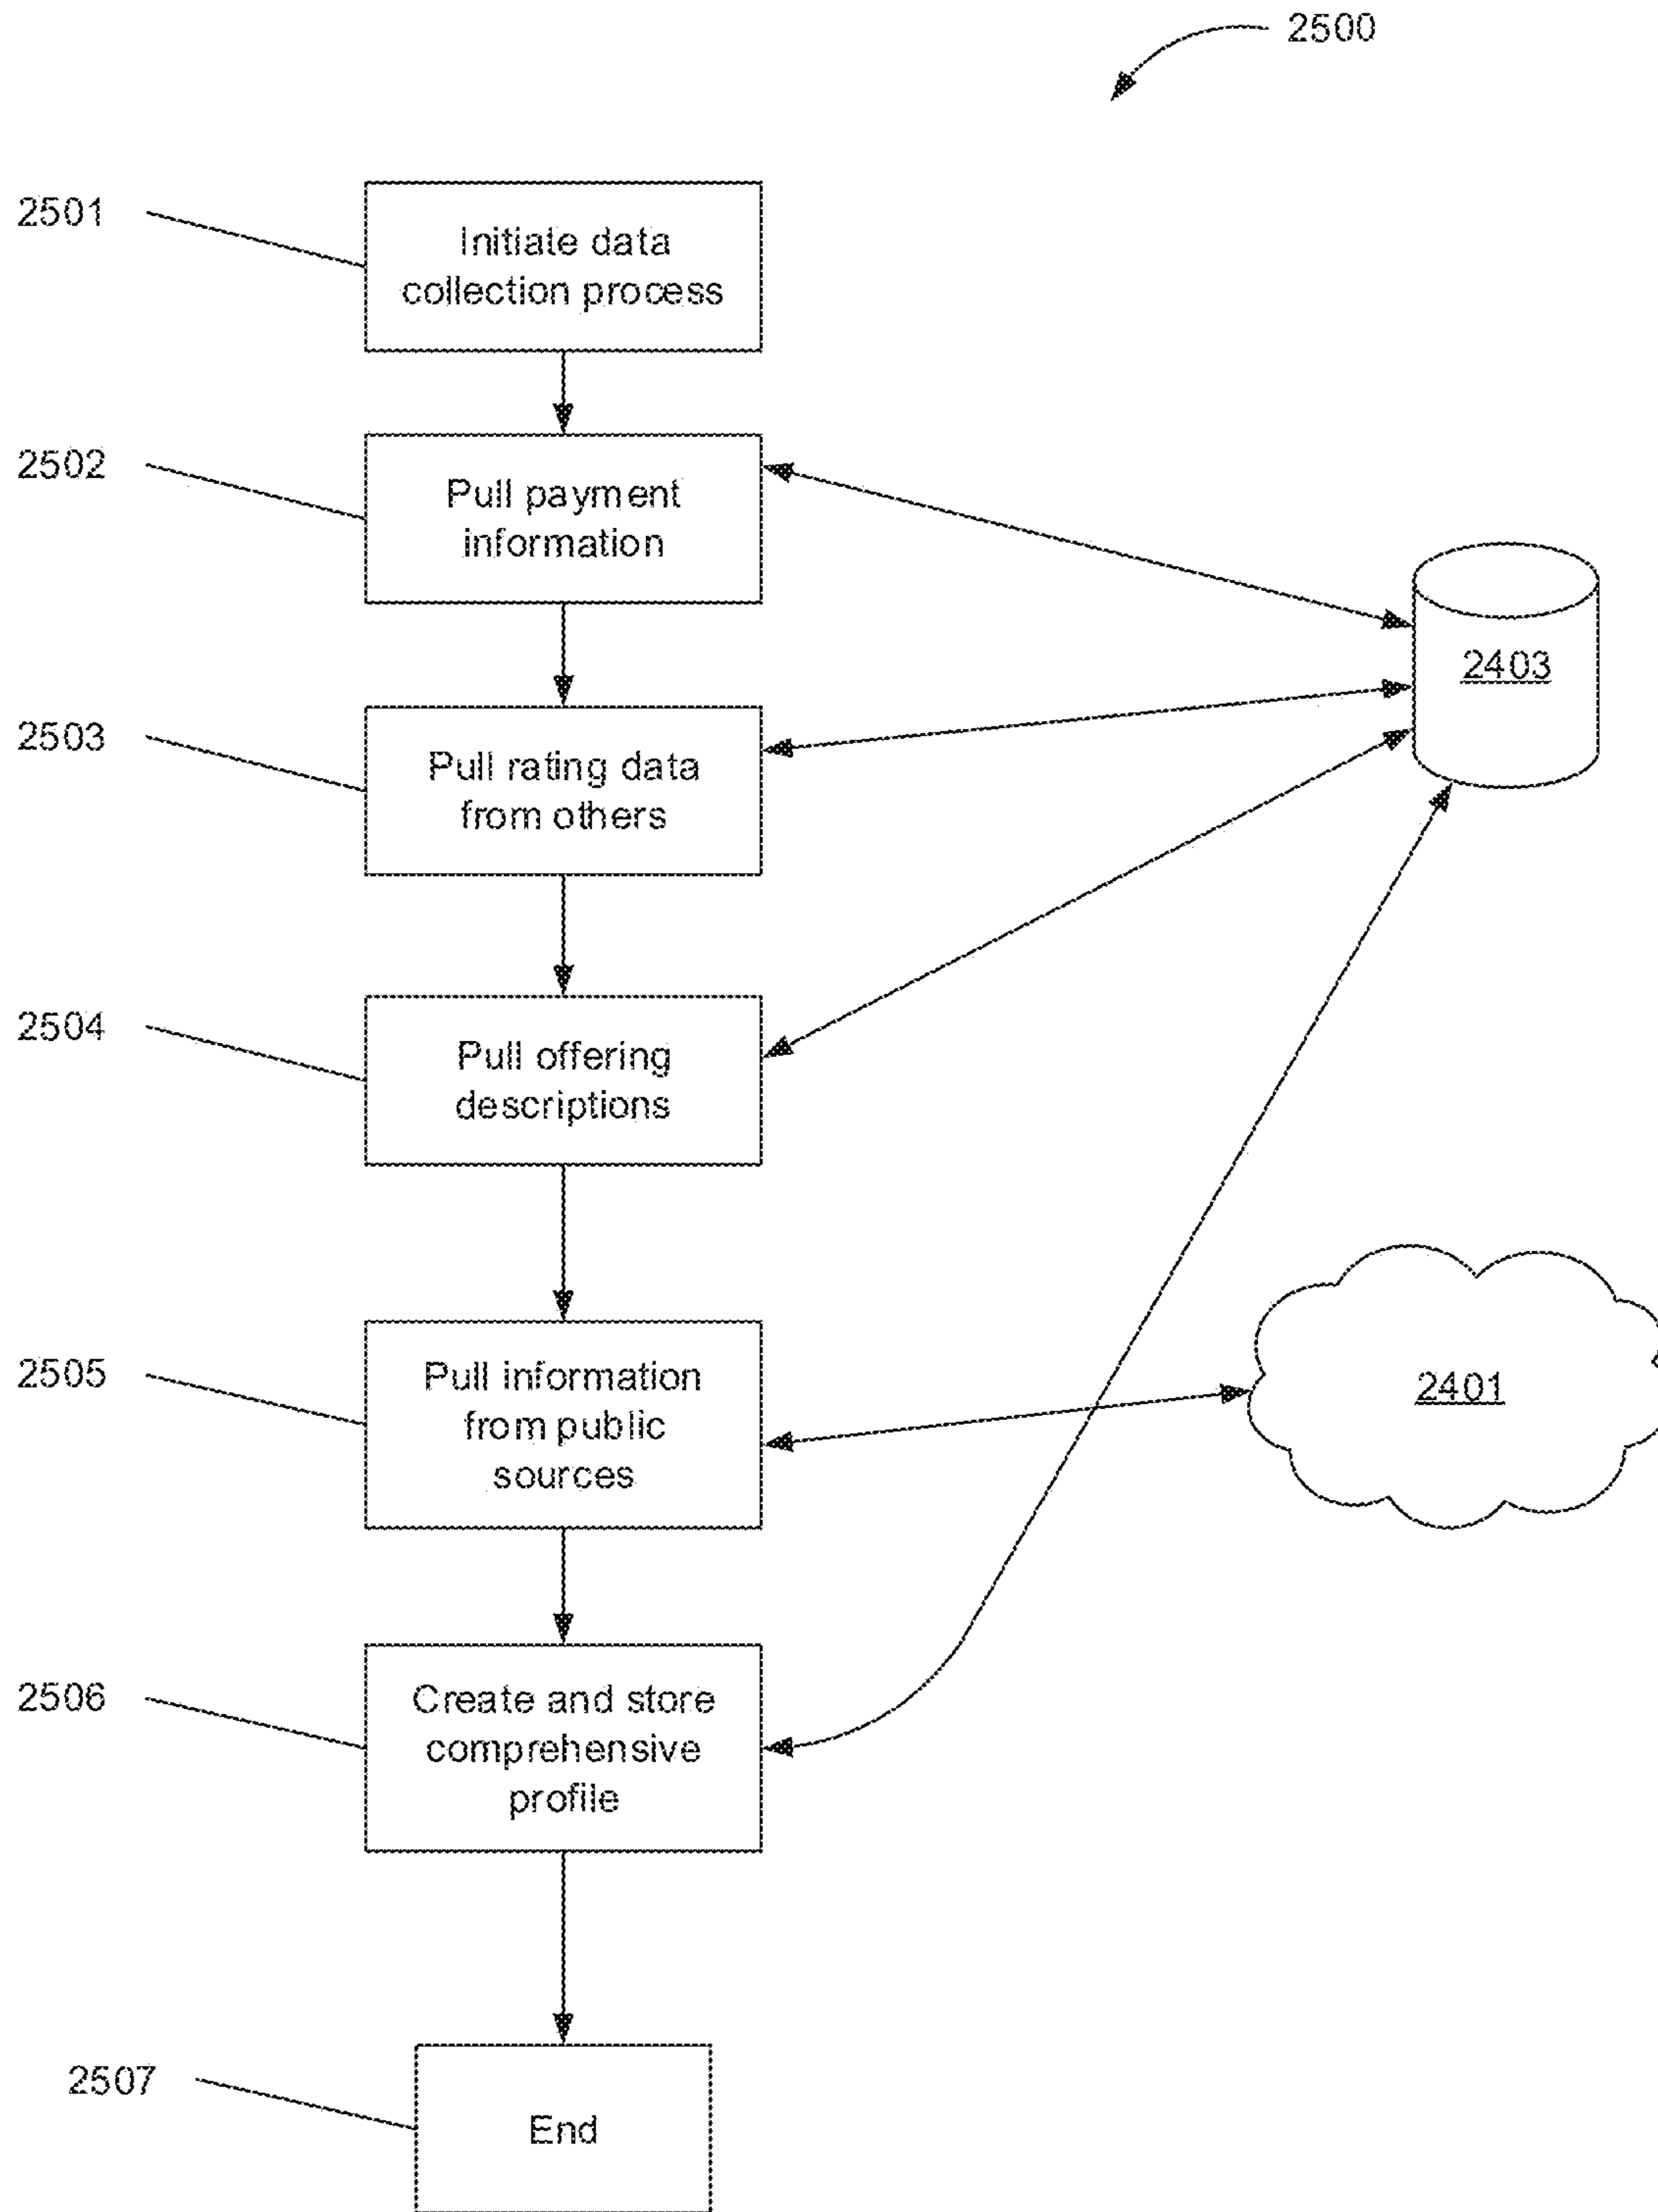 2500
2501
Initiate data
collection process
2502
Pull payment
information
2403
2503
Pull rating data
from others
2504
Pull offering
descriptions
2505
Pull information
from public
sources
2401
2506
Create and store
comprehensive
profile
2507
End